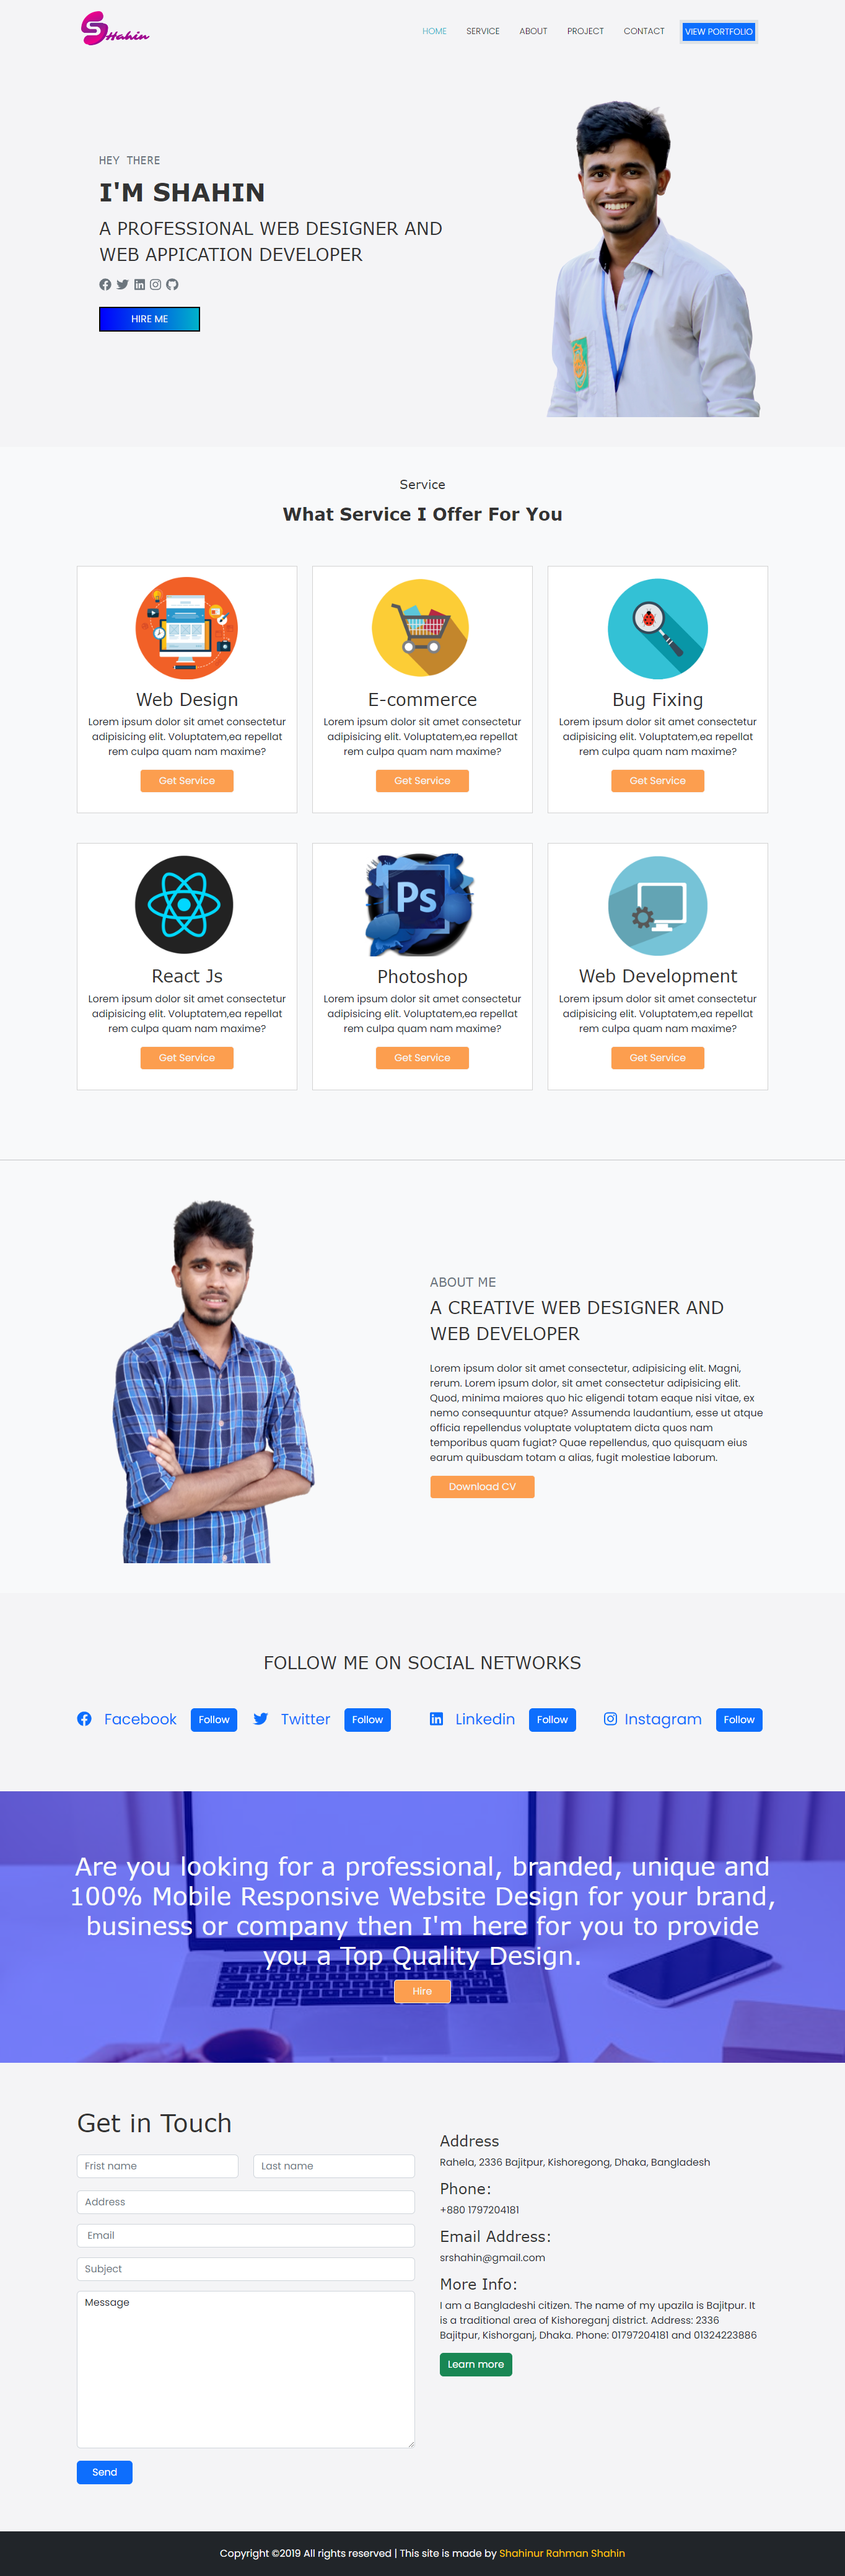 SHahin
HOME SERVICE ABOUT PROJECT CONTACT VIEW PORTFOLIO
HEY THERE
I'M SHAHIN
A PROFESSIONAL WEB DESIGNER AND
WEB APPICATION DEVELOPER
HIRE ME
Service
What Service I Offer For You
Web Design
Lorem ipsum dolor sit amet consectetur
adipisicing elit. Voluptatem,ea repellat
rem culpa quam nam maxime?
Get Service
E-commerce
Lorem ipsum dolor sit amet consectetur
adipisicing elit. Voluptatem,ea repellat
rem culpa quam nam maxime?
Get Service
Bug Fixing
Lorem ipsum dolor sit amet consectetur
adipisicing elit. Voluptatem,ea repellat
rem culpa quam nam maxime?
Get Service
React Js
Lorem ipsum dolor sit amet consectetur
adipisicing elit. Voluptatem,ea repellat
rem culpa quam nam maxime?
Get Service
Ps
Photoshop
Lorem ipsum dolor sit amet consectetur
adipisicing elit. Voluptatem,ea repellat
rem culpa quam nam maxime?
Get Service
Web Development
Lorem ipsum dolor sit amet consectetur
adipisicing elit. Voluptatem,ea repellat
rem culpa quam nam maxime?
Get Service
ABOUT ME
A CREATIVE WEB DESIGNER AND
WEB DEVELOPER
Lorem ipsum dolor sit amet consectetur, adipisicing elit. Magni,
rerum. Lorem ipsum dolor, sit amet consectetur adipisicing elit.
Quod, minima maiores quo hic eligendi totam eaque nisi vitae, ex
nemo consequuntur atque? Assumenda laudantium, esse ut atque
officia repellendus voluptate voluptatem dicta quos nam
temporibus quam fugiat? Quae repellendus, quo quisquam eius
earum quibusdam totam a alias, fugit molestiae laborum.
Download CV
FOLLOW ME ON SOCIAL NETWORKS
Facebook Follow Twitter Follow Linkedin Follow Instagram Follow
Are you looking for a professional, branded, unique and
100% Mobile Responsive Website Design for your brand,
business or company then I'm here for you to provide
you a Top Quality Design.
Hire
Get in Touch
Frist name Last name
Address
Email
Subject
Message
Send
Address
Rahela, 2336 Bajitpur, Kishoregong, Dhaka, Bangladesh
Phone:
+880 1797204181
Email Address:
srshahin@gmail.com
More Info:
I am a Bangladeshi citizen. The name of my upazila is Bajitpur. It
is a traditional area of Kishoreganj district. Address: 2336
Bajitpur, Kishorganj, Dhaka. Phone: 01797204181 and 01324223886
Learn more
Copyright ©2019 All rights reserved | This site is made by Shahinur Rahman Shahin